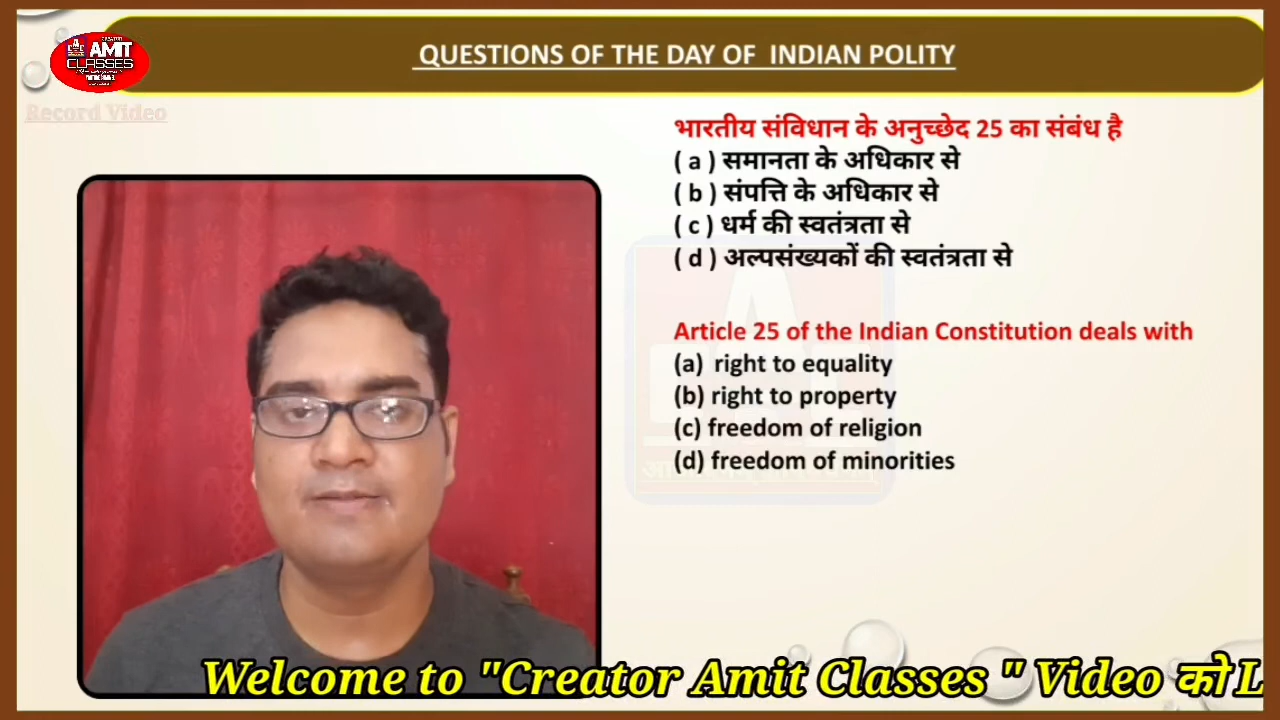 CREATOR
AMIT
CLASSES
QUESTIONS OF THE DAY OF INDIAN POLITY
Record Video
भारतीय संविधान के अनुच्छेद 25 का संबंध है
( a ) समानता के अधिकार से
( b ) संपत्ति के अधिकार से
( c ) धर्म की स्वतंत्रता से
( d ) अल्पसंख्यकों की स्वतंत्रता से
Article 25 of the Indian Constitution deals with
(a) right to equality
(b) right to property
(c) freedom of religion
(d) freedom of minorities
Welcome to "Creator Amit Classes " Video को L